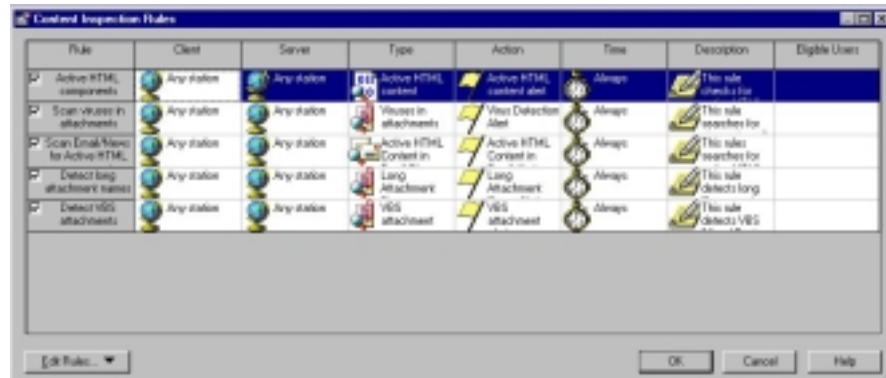 Content Inspection Rules
Rule Client Server Type Action Time Description Eligible Users
Active HTML components Any station Any station Active HTML content Active HTML content alert Always This rule checks for
Scan viruses in attachments Any station Any station Viruses in attachments Virus Detection Alert Always This rule searches for
Scan Email/News for Active HTML Any station Any station Active HTML Content in Active HTML Content in Always This rules searches for
Detect long attachment names Any station Any station Long Attachment Long Attachment Always This rule detects long
Detect VBS attachments Any station Any station VBS attachment VBS attachment Always This rule detects VBS
Edit Rules... OK Cancel Help